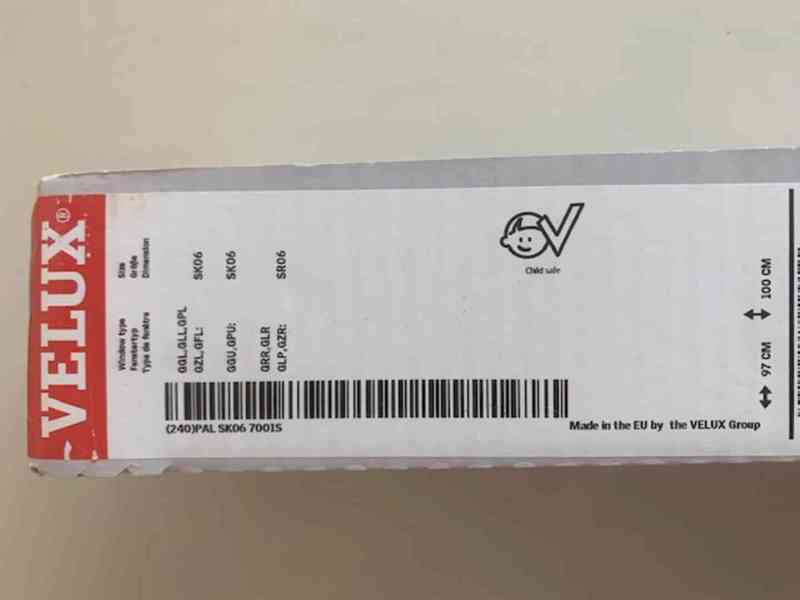 VELUX®
Window type Size
Fenstertyp Größe
Type de fenêtre Dimension
GGL,GLL,GPL
GZL,GFL: SK06
GGU,GPU: SK06
GRR,GLR
GLP,GZR: SR06
(240)PAL SK06 7001S
Child safe
97 CM 100 CM
Made in the EU by the VELUX Group